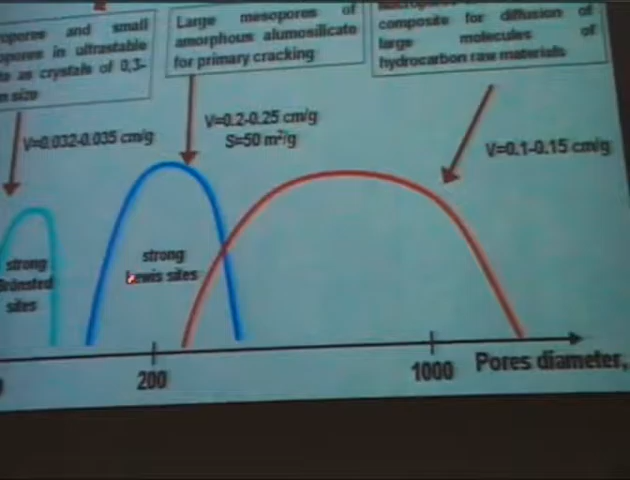 and small
in ultrastable
as crystals of 0,3-
size
Large mesopores of
amorphous alumosilicate
for primary cracking
composite for diffusion of
large molecules of
hydrocarbon raw materials
V=0.032-0.035 cm/g
V=0.2-0.25 cm/g
S=50 m²/g
V=0.1-0.15 cm/g
strong
Brönsted
sites
strong
Lewis sites
200
1000
Pores diameter,